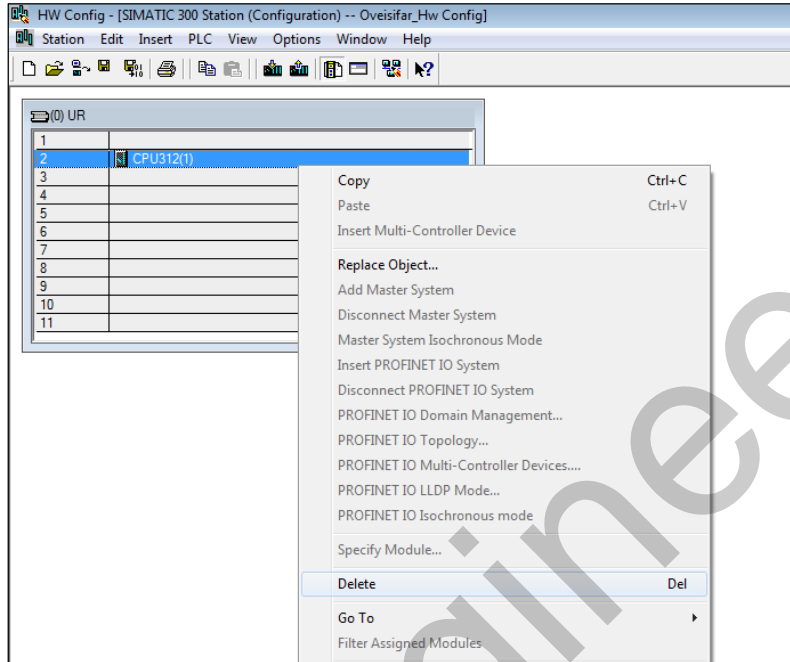 HW Config - [SIMATIC 300 Station (Configuration) -- Oveisifar_Hw Config]
Station Edit Insert PLC View Options Window Help
(0) UR
1
2 CPU312(1)
3
4
5
6
7
8
9
10
11
Copy Ctrl+C
Paste Ctrl+V
Insert Multi-Controller Device
Replace Object...
Add Master System
Disconnect Master System
Master System Isochronous Mode
Insert PROFINET IO System
Disconnect PROFINET IO System
PROFINET IO Domain Management...
PROFINET IO Topology...
PROFINET IO Multi-Controller Devices....
PROFINET IO LLDP Mode...
PROFINET IO Isochronous mode
Specify Module...
Delete Del
Go To
Filter Assigned Modules